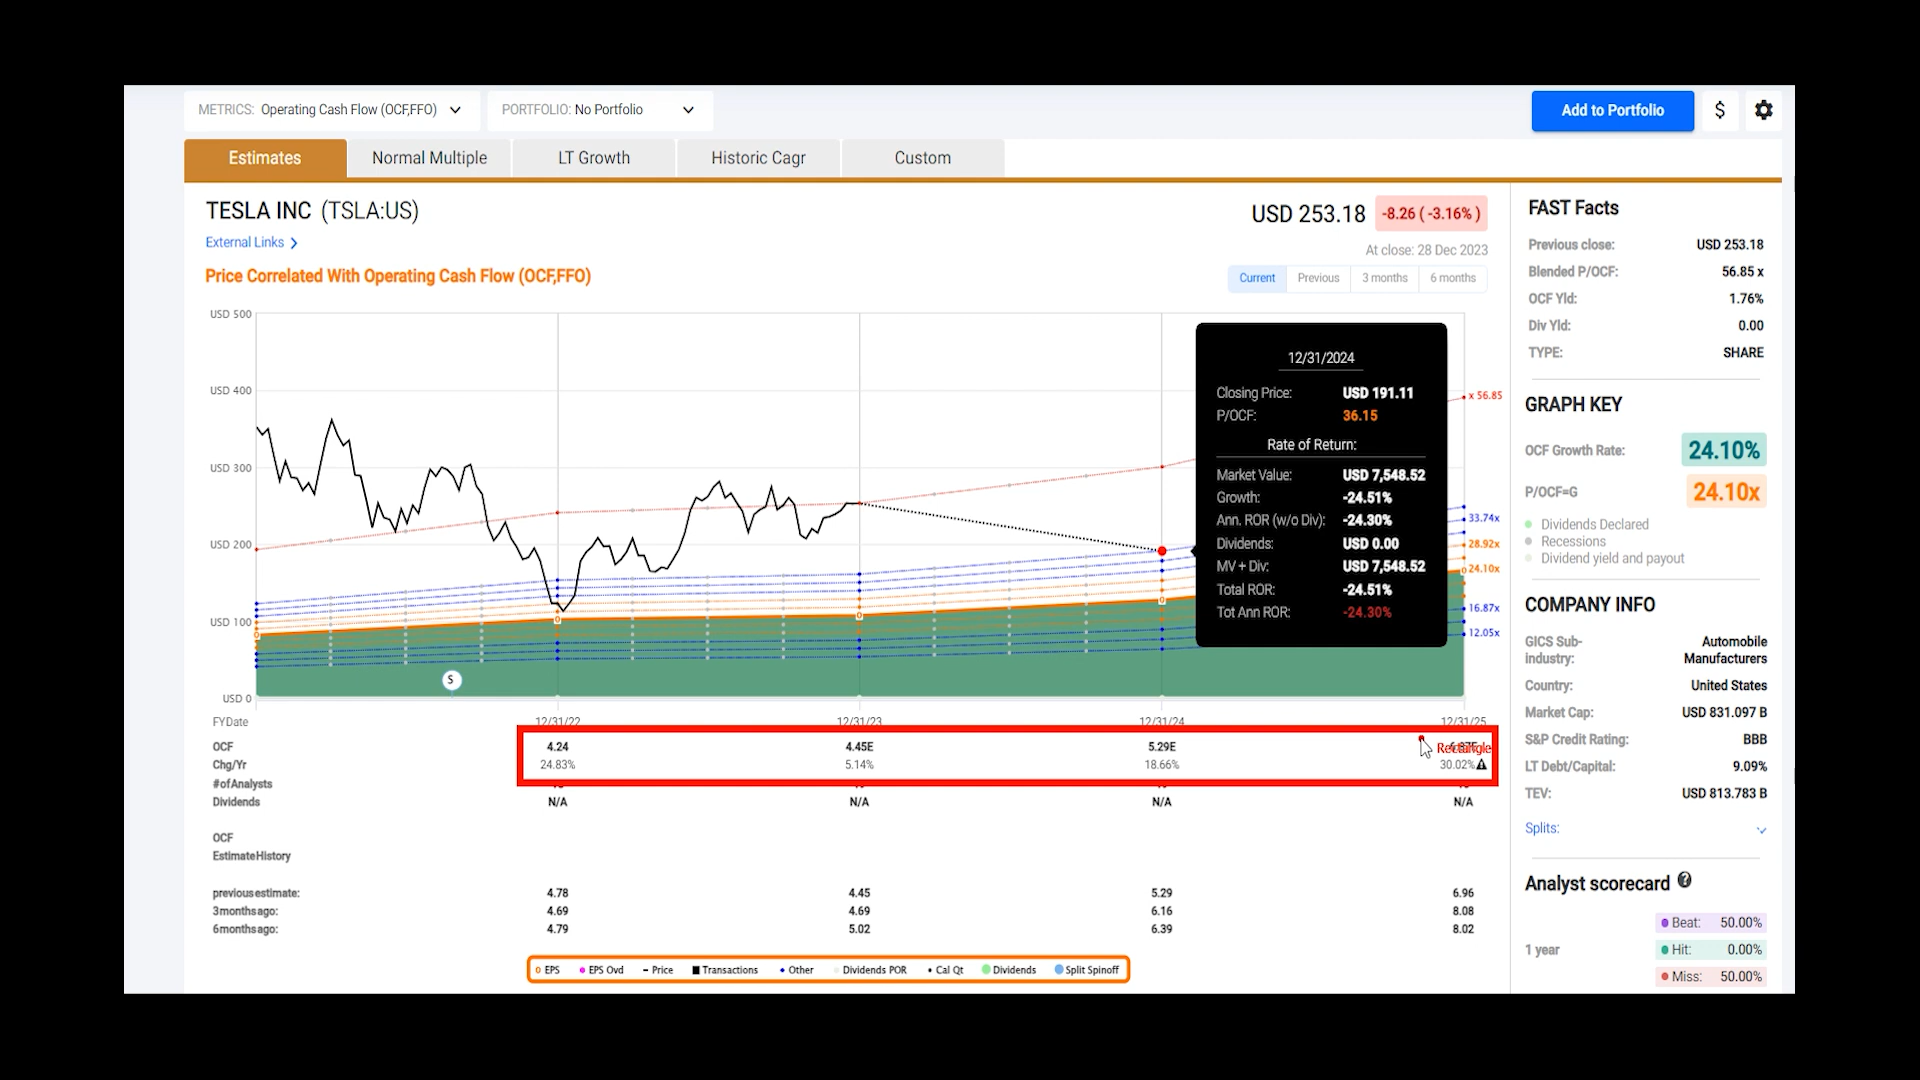 METRICS: Operating Cash Flow (OCF,FFO)
PORTFOLIO: No Portfolio
Add to Portfolio
$
Estimates
Normal Multiple
LT Growth
Historic Cagr
Custom
TESLA INC (TSLA:US)
External Links
Price Correlated With Operating Cash Flow (OCF,FFO)
USD 253.18 -8.26 ( -3.16% )
At close: 28 Dec 2023
Current Previous 3 months 6 months
USD 500
USD 400
USD 300
USD 200
USD 100
USD 0
12/31/2024
Closing Price: USD 191.11
P/OCF: 36.15
Rate of Return:
Market Value: USD 7,548.52
Growth: -24.51%
Ann. ROR (w/o Div): -24.30%
Dividends: USD 0.00
MV + Div: USD 7,548.52
Total ROR: -24.51%
Tot Ann ROR: -24.30%
x 56.85
33.74x
28.92x
24.10x
16.87x
12.05x
S
FYDate 12/31/22 12/31/23 12/31/24 12/31/25
OCF 4.24 4.45E 5.29E
Rectangle
Chg/Yr 24.83% 5.14% 18.66% 30.02%
#ofAnalysts
Dividends N/A N/A N/A N/A
OCF
EstimateHistory
previousestimate: 4.78 4.45 5.29 6.96
3monthsago: 4.69 4.69 6.16 8.08
6monthsago: 4.79 5.02 6.39 8.02
EPS EPS Ovd Price Transactions Other Dividends POR Cal Qt Dividends Split Spinoff
FAST Facts
Previous close: USD 253.18
Blended P/OCF: 56.85 x
OCF Yld: 1.76%
Div Yld: 0.00
TYPE: SHARE
GRAPH KEY
OCF Growth Rate: 24.10%
P/OCF=G 24.10x
Dividends Declared
Recessions
Dividend yield and payout
COMPANY INFO
GICS Sub-industry: Automobile Manufacturers
Country: United States
Market Cap: USD 831.097 B
S&P Credit Rating: BBB
LT Debt/Capital: 9.09%
TEV: USD 813.783 B
Splits:
Analyst scorecard
1 year
Beat: 50.00%
Hit: 0.00%
Miss: 50.00%